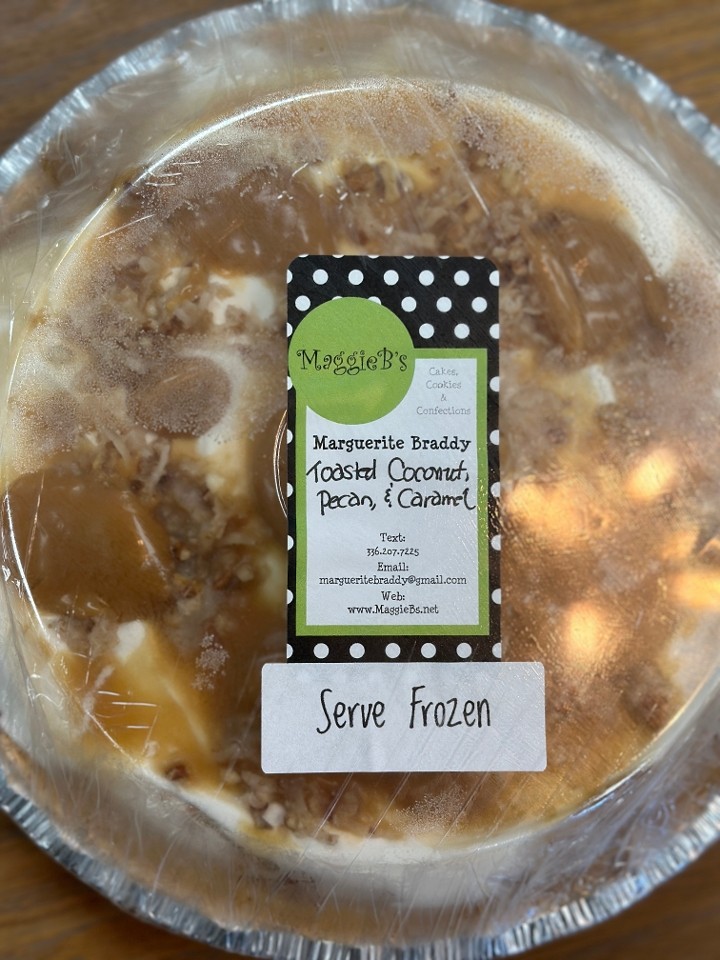 MaggieB's
Cakes,
Cookies
&
Confections
Marguerite Braddy
Toasted Coconut,
Pecan, & Caramel
Text:
336.207.7225
Email:
margueritebraddy@gmail.com
Web:
www.MaggieBs.net
Serve Frozen